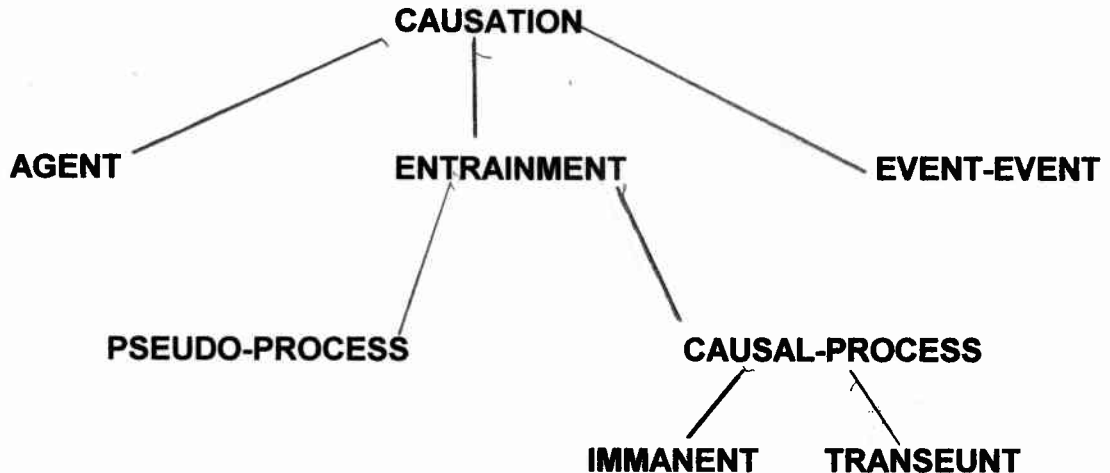 CAUSATION
AGENT ENTRAINMENT EVENT-EVENT
PSEUDO-PROCESS CAUSAL-PROCESS
IMMANENT TRANSEUNT